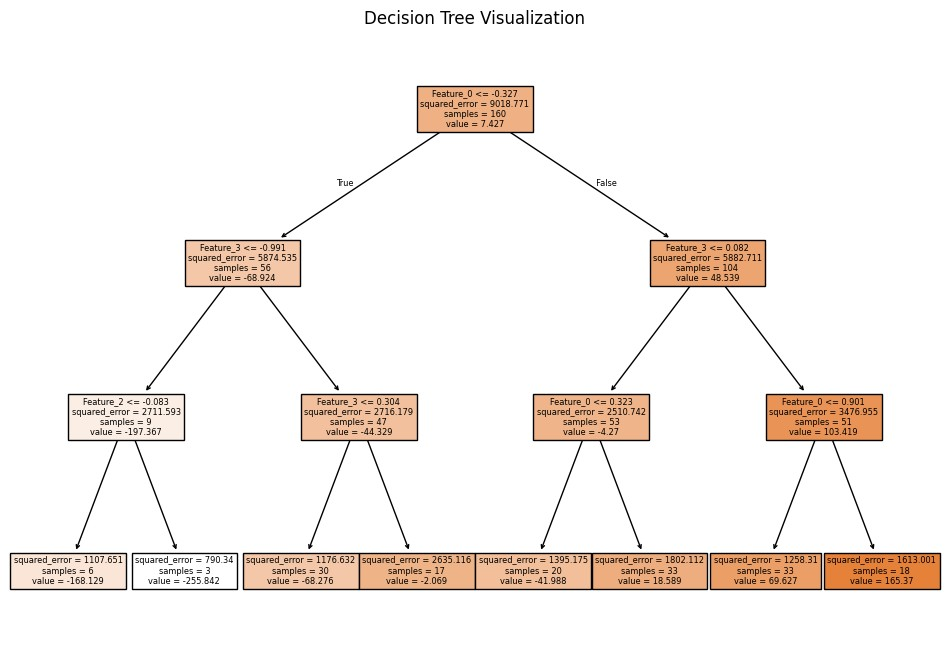 Decision Tree Visualization
Feature_0 <= -0.327
squared_error = 9018.771
samples = 160
value = 7.427
True
False
Feature_3 <= -0.991
squared_error = 5874.535
samples = 56
value = -68.924
Feature_3 <= 0.082
squared_error = 5882.711
samples = 104
value = 48.539
Feature_2 <= -0.083
squared_error = 2711.593
samples = 9
value = -197.367
Feature_3 <= 0.304
squared_error = 2716.179
samples = 47
value = -44.329
Feature_0 <= 0.323
squared_error = 2510.742
samples = 53
value = -4.27
Feature_0 <= 0.901
squared_error = 3476.955
samples = 51
value = 103.419
squared_error = 1107.651
samples = 6
value = -168.129
squared_error = 790.34
samples = 3
value = -255.842
squared_error = 1176.632
samples = 30
value = -68.276
squared_error = 2635.116
samples = 17
value = -2.069
squared_error = 1395.175
samples = 20
value = -41.988
squared_error = 1802.112
samples = 33
value = 18.589
squared_error = 1258.31
samples = 33
value = 69.627
squared_error = 1613.001
samples = 18
value = 165.37